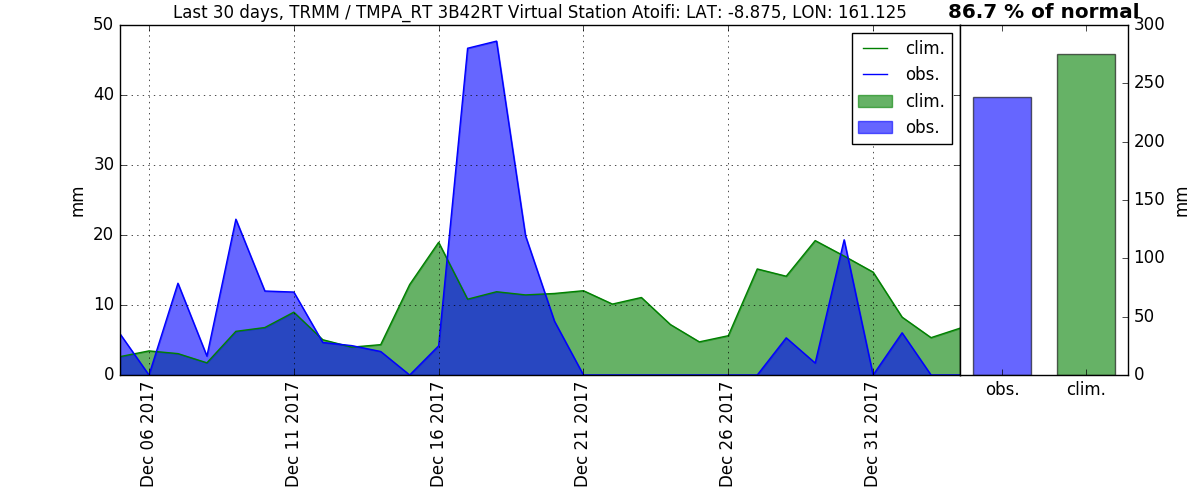 Last 30 days, TRMM / TMPA_RT 3B42RT Virtual Station Atoifi: LAT: -8.875, LON: 161.125
86.7 % of normal
50
40
30
20
10
0
mm
clim.
obs.
clim.
obs.
Dec 06 2017
Dec 11 2017
Dec 16 2017
Dec 21 2017
Dec 26 2017
Dec 31 2017
300
250
200
150
100
50
0
mm
obs.
clim.